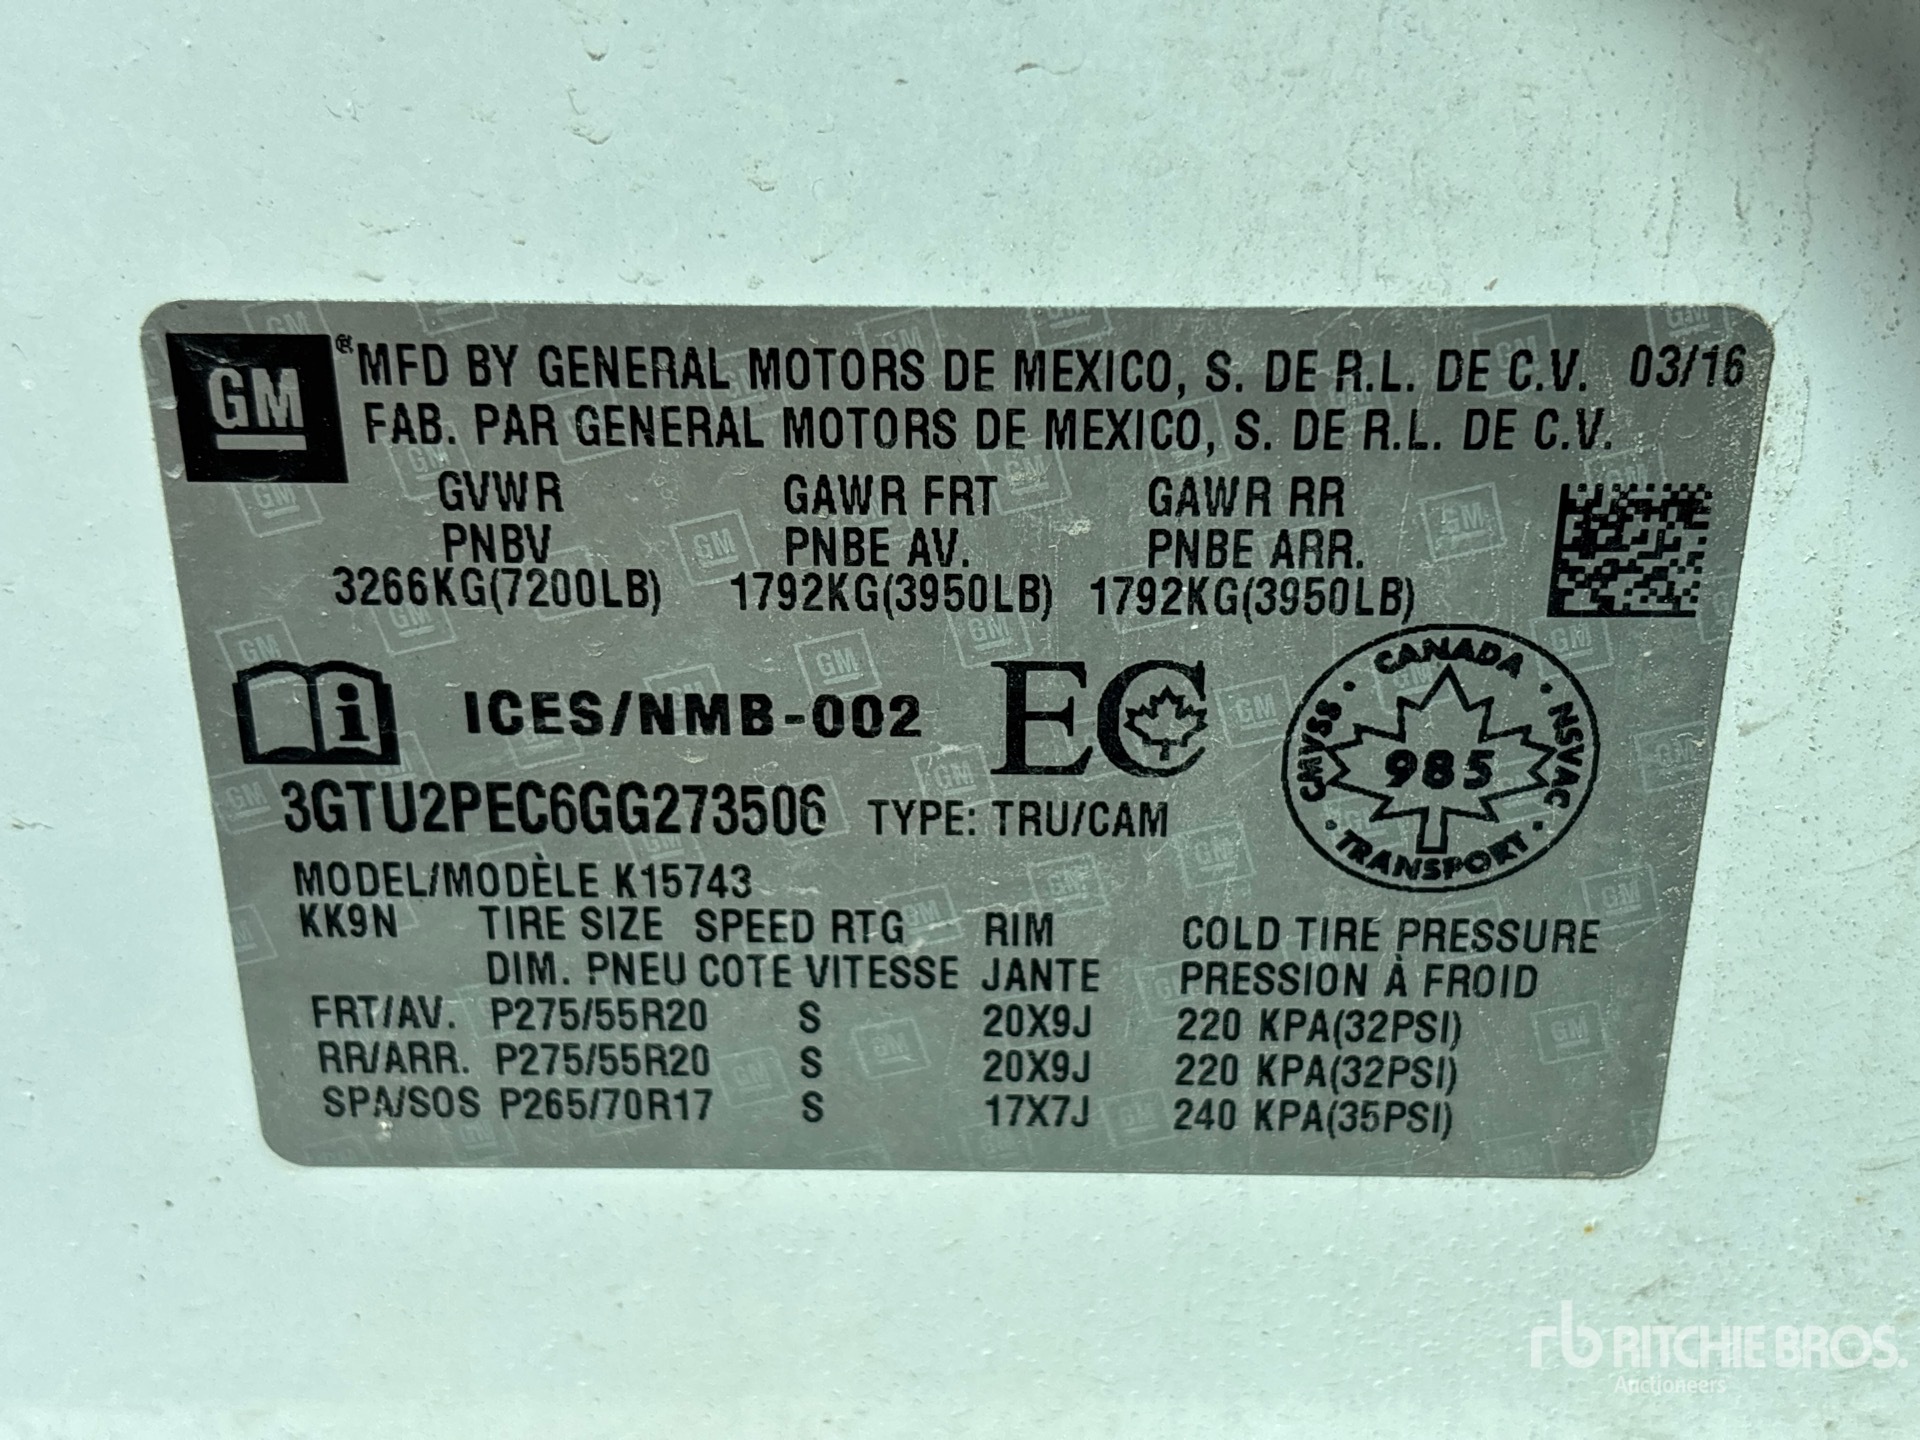 GM
®MFD BY GENERAL MOTORS DE MEXICO, S. DE R.L. DE C.V. 03/16
FAB. PAR GENERAL MOTORS DE MEXICO, S. DE R.L. DE C.V.
GVWR GAWR FRT GAWR RR
PNBV PNBE AV. PNBE ARR.
3266KG(7200LB) 1792KG(3950LB) 1792KG(3950LB)
i ICES/NMB-002 EC
CANADA · NSVAC · TRANSPORT · CMVSS ·
985
3GTU2PEC6GG273506 TYPE: TRU/CAM
MODEL/MODÈLE K15743
KK9N TIRE SIZE SPEED RTG RIM COLD TIRE PRESSURE
DIM. PNEU COTE VITESSE JANTE PRESSION À FROID
FRT/AV. P275/55R20 S 20X9J 220 KPA(32PSI)
RR/ARR. P275/55R20 S 20X9J 220 KPA(32PSI)
SPA/SOS P265/70R17 S 17X7J 240 KPA(35PSI)
rb RITCHIE BROS.
Auctioneers